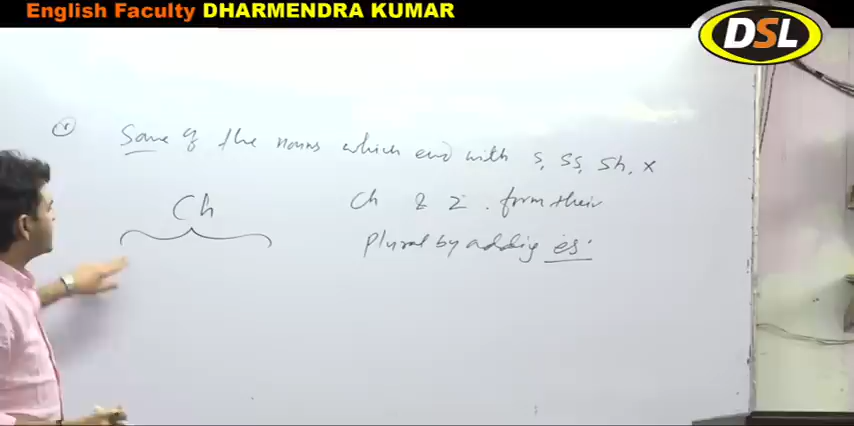 English Faculty DHARMENDRA KUMAR
DSL
Some of the nouns which end with s, ss, sh, x
Ch & z . form their
plural by adding es.
Ch